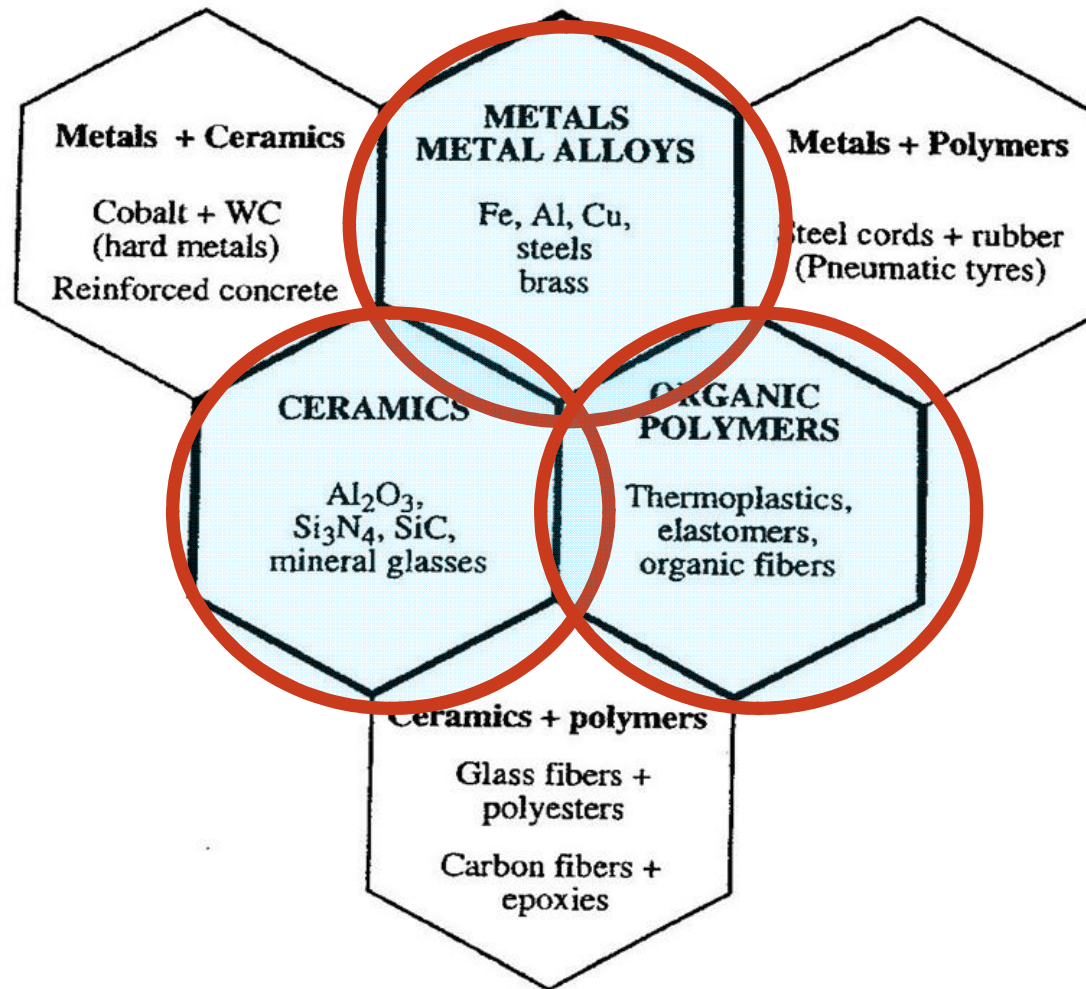 Metals + Ceramics
Cobalt + WC
(hard metals)
Reinforced concrete
METALS
METAL ALLOYS
Fe, Al, Cu,
steels
brass
Metals + Polymers
Steel cords + rubber
(Pneumatic tyres)
CERAMICS
Al₂O₃,
Si₃N₄, SiC,
mineral glasses
ORGANIC
POLYMERS
Thermoplastics,
elastomers,
organic fibers
Ceramics + polymers
Glass fibers +
polyesters
Carbon fibers +
epoxies